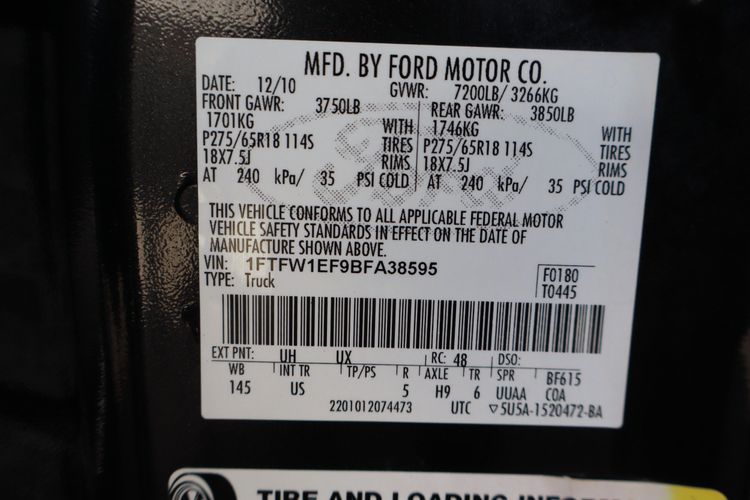 MFD. BY FORD MOTOR CO.
DATE: 12/10 GVWR: 7200LB/ 3266KG
FRONT GAWR: 3750LB REAR GAWR: 3850LB
1701KG WITH 1746KG WITH
P275/65R18 114S TIRES P275/65R18 114S TIRES
18X7.5J RIMS 18X7.5J RIMS
AT 240 kPa/ 35 PSI COLD AT 240 kPa/ 35 PSI COLD
THIS VEHICLE CONFORMS TO ALL APPLICABLE FEDERAL MOTOR
VEHICLE SAFETY STANDARDS IN EFFECT ON THE DATE OF
MANUFACTURE SHOWN ABOVE.
VIN: 1FTFW1EF9BFA38595 F0180
TYPE: Truck T0445
EXT PNT: UH UX RC: 48 DSO:
WB INT TR TP/PS R AXLE TR SPR BF615
145 US 5 H9 6 UUAA COA
2201012074473 UTC ▽5U5A-1520472-BA
TIRE AND LOADING INFORM